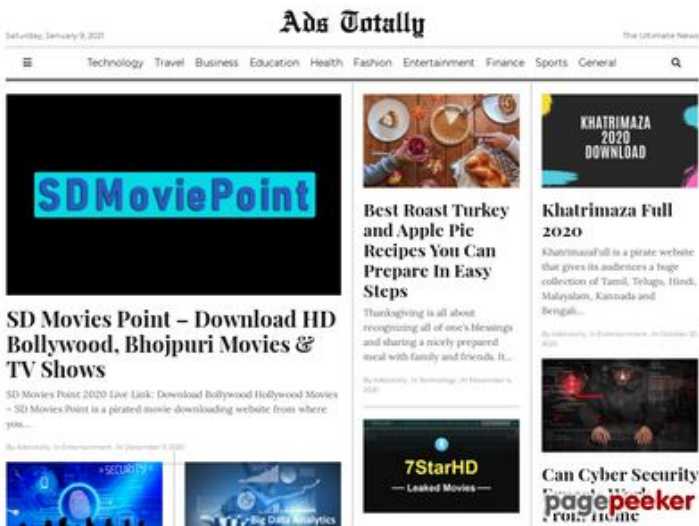 Ads Totally
Saturday, January 9, 2021
The Ultimate News
Technology Travel Business Education Health Fashion Entertainment Finance Sports General
SDMoviePoint
SD Movies Point – Download HD
Bollywood, Bhojpuri Movies &
TV Shows
SD Movies Point 2020 Live Link: Download Bollywood Hollywood Movies
– SD Movies Point is a pirated movie downloading website from where
you...
By Adstotally, In Entertainment, At December 11, 2020
SECURITY
Big Data Analytics
Best Roast Turkey
and Apple Pie
Recipes You Can
Prepare In Easy
Steps
Thanksgiving is all about
recognizing all of one's blessings
and sharing a nicely prepared
meal with family and friends. It...
By Adstotally, In Technology, At November
2020
7StarHD
Leaked Movies
KHATRIMAZA
2020
DOWNLOAD
Khatrimaza Full
2020
KhatrimazaFull is a pirate website
that gives its audiences a huge
collection of Tamil, Telugu, Hindi,
Malayalam, Kannada and
Bengali...
By Adstotally, In Entertainment, At October
2020
Can Cyber Security
From Home
pagepeeker